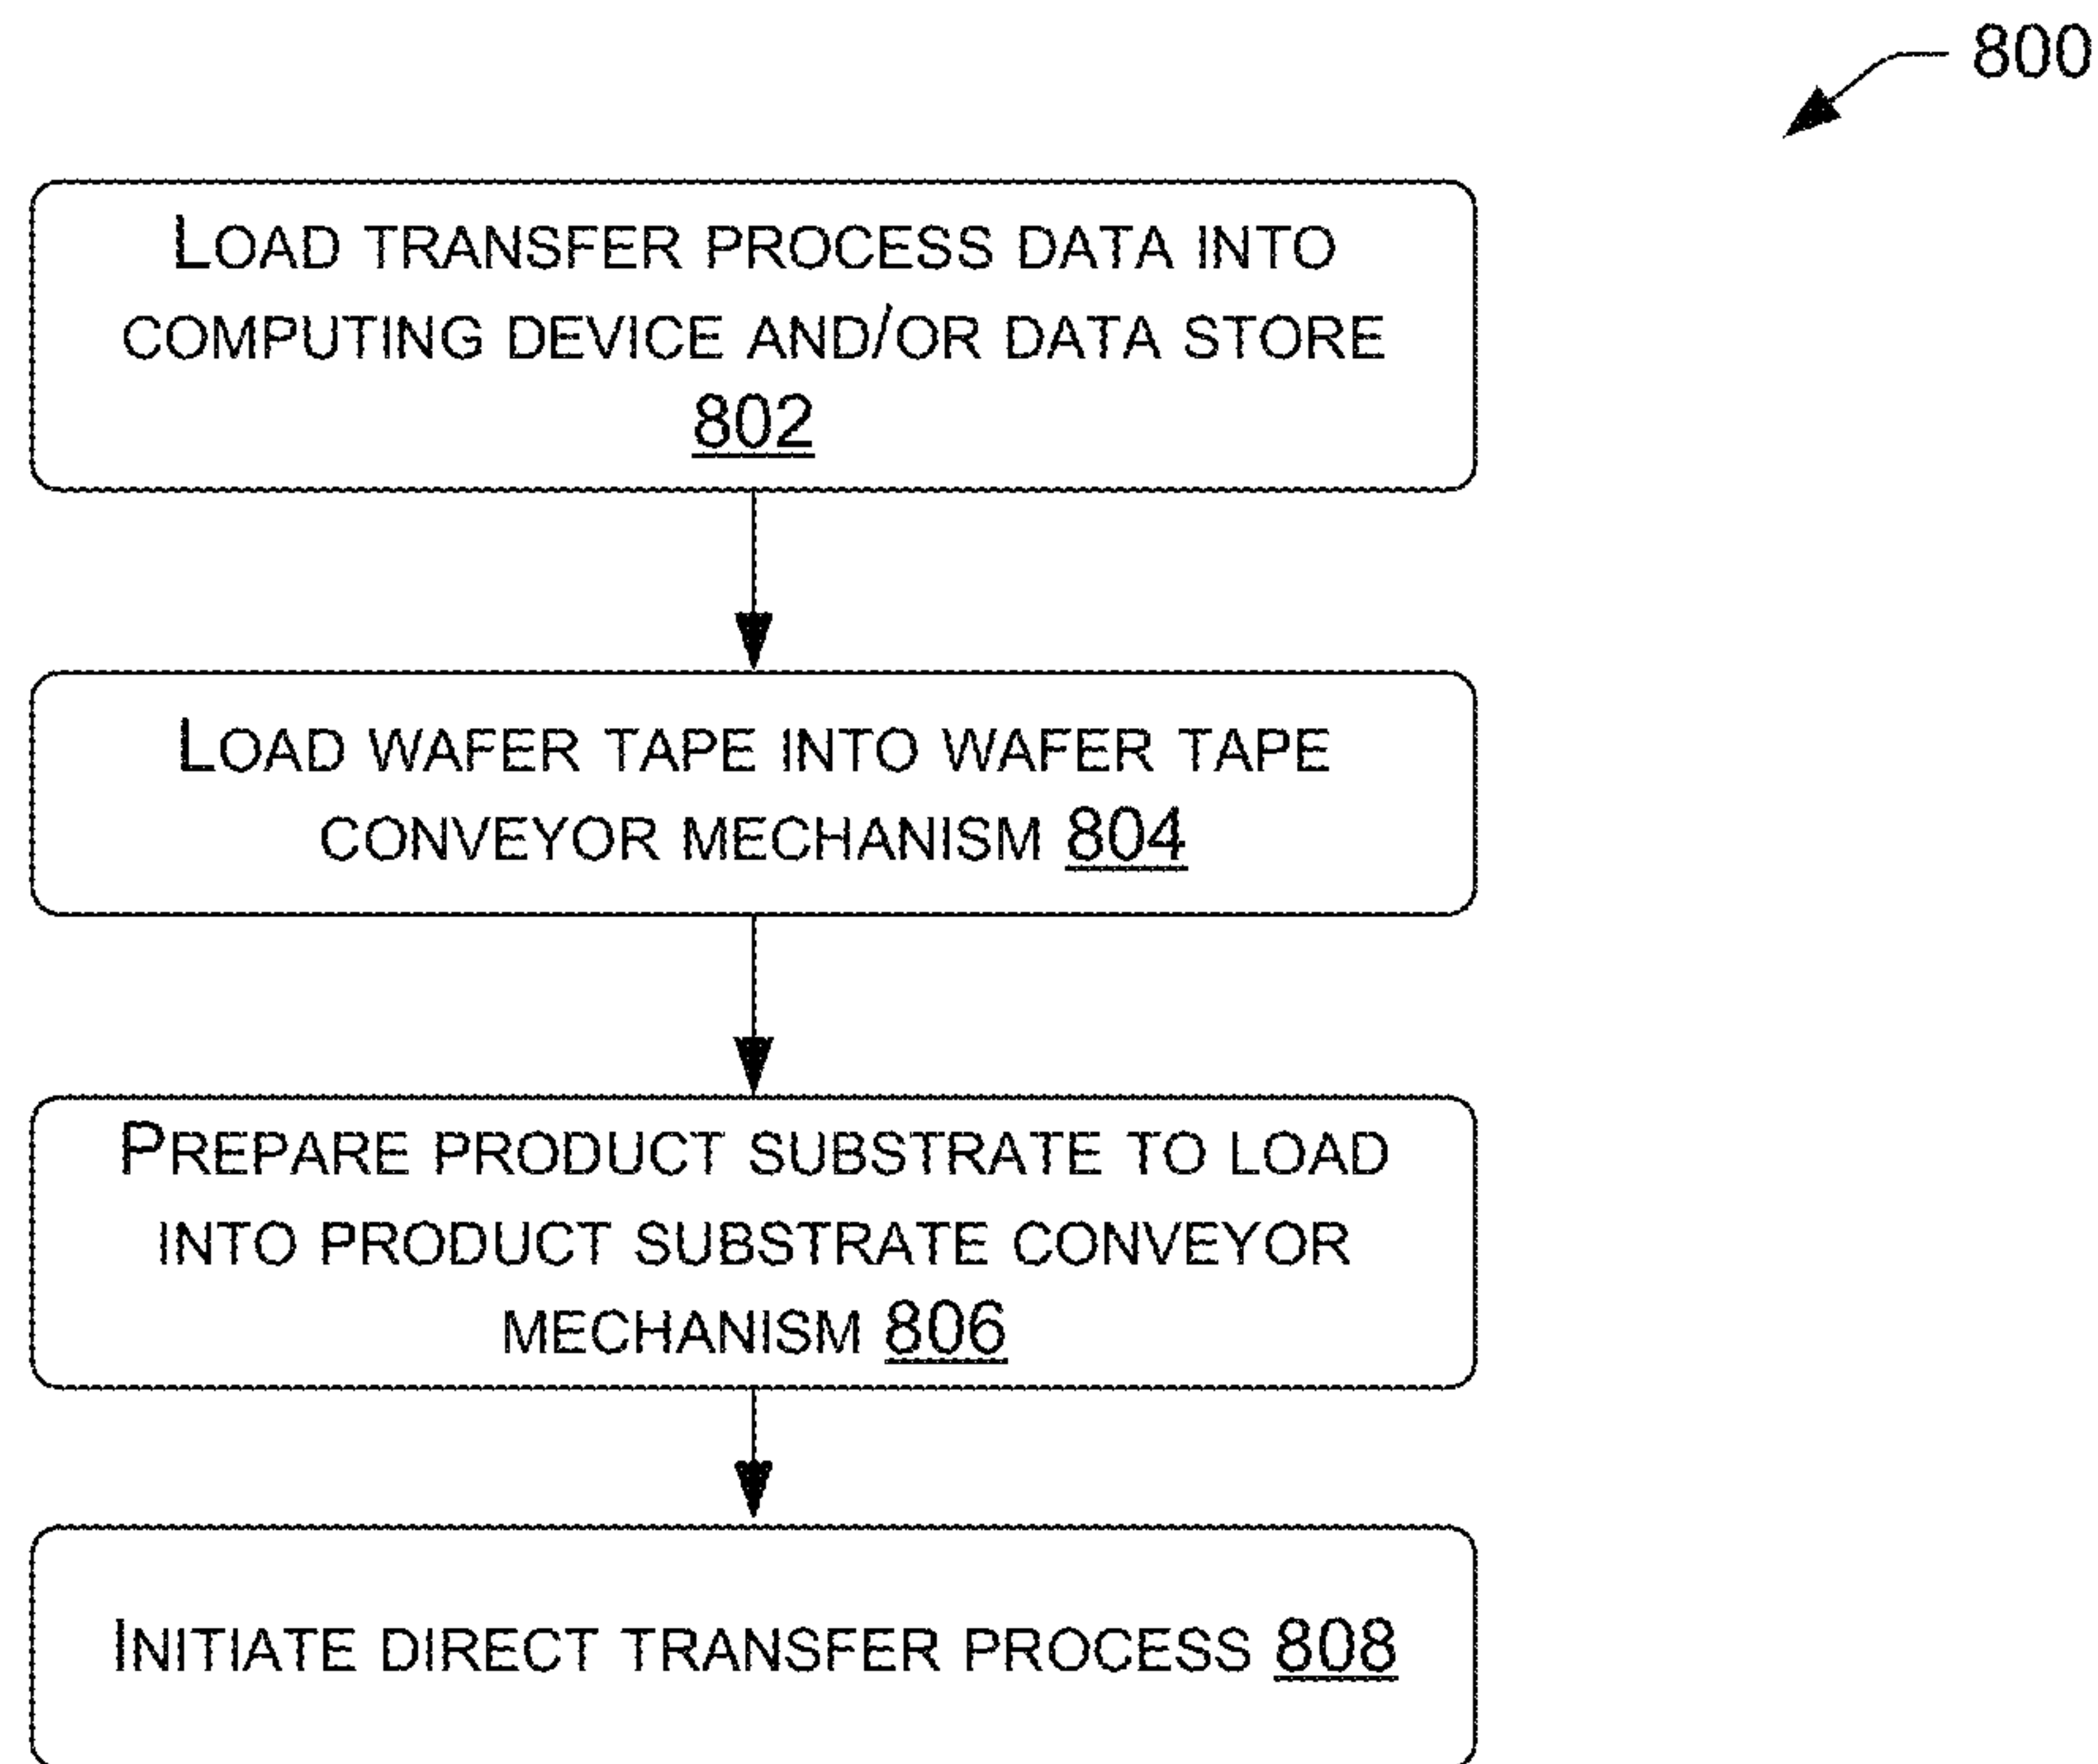 800
LOAD TRANSFER PROCESS DATA INTO
COMPUTING DEVICE AND/OR DATA STORE
802
LOAD WAFER TAPE INTO WAFER TAPE
CONVEYOR MECHANISM 804
PREPARE PRODUCT SUBSTRATE TO LOAD
INTO PRODUCT SUBSTRATE CONVEYOR
MECHANISM 806
INITIATE DIRECT TRANSFER PROCESS 808